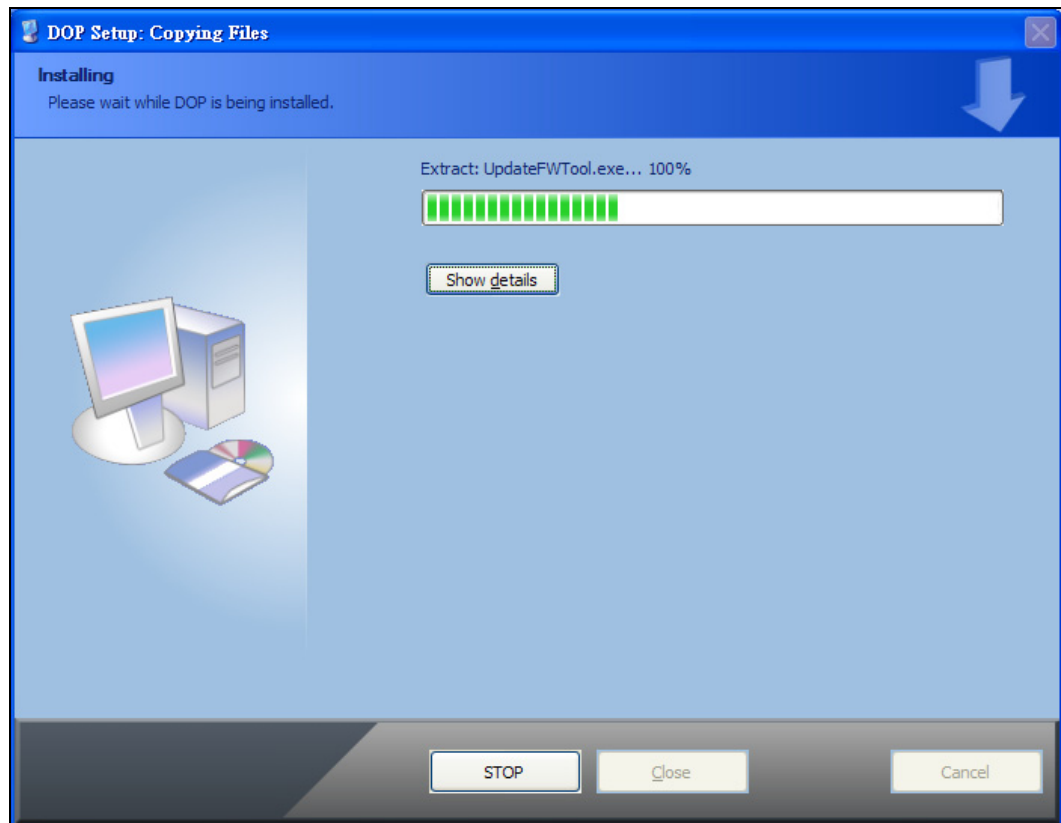 DOP Setup: Copying Files
Installing
Please wait while DOP is being installed.
Extract: UpdateFWTool.exe... 100%
Show details
STOP
Close
Cancel